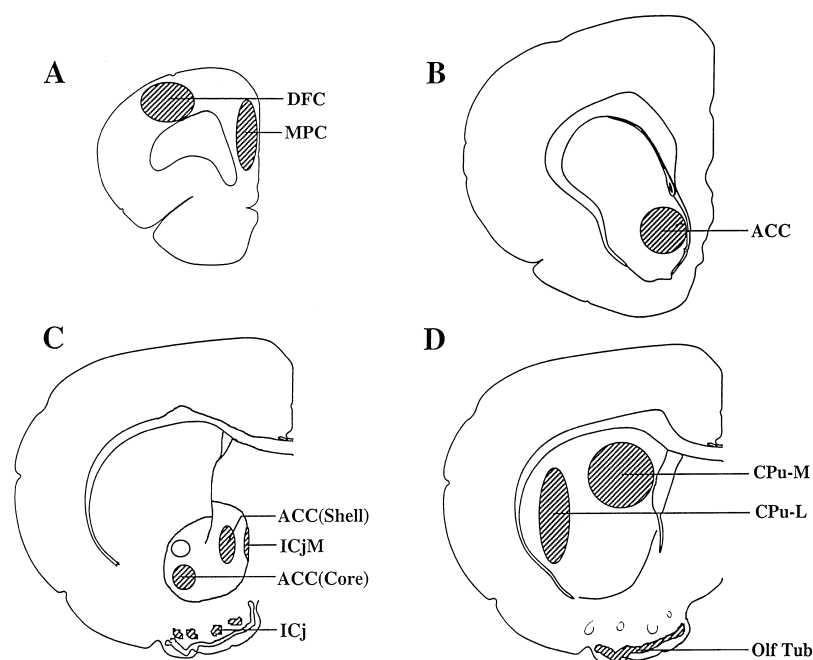 A
DFC
MPC
B
ACC
C
ACC(Shell)
ICjM
ACC(Core)
ICj
D
CPu-M
CPu-L
Olf Tub